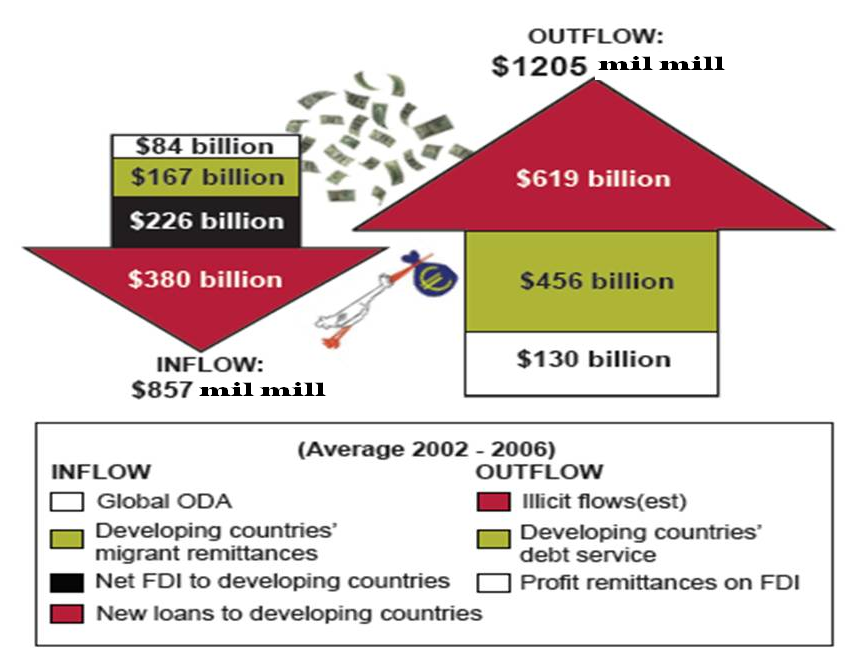 OUTFLOW:
$1205 mil mill
$84 billion
$167 billion
$226 billion
$380 billion
INFLOW:
$857 mil mill
$619 billion
$456 billion
$130 billion
€
(Average 2002 - 2006)
INFLOW
Global ODA
Developing countries’
migrant remittances
Net FDI to developing countries
New loans to developing countries
OUTFLOW
Illicit flows(est)
Developing countries’
debt service
Profit remittances on FDI